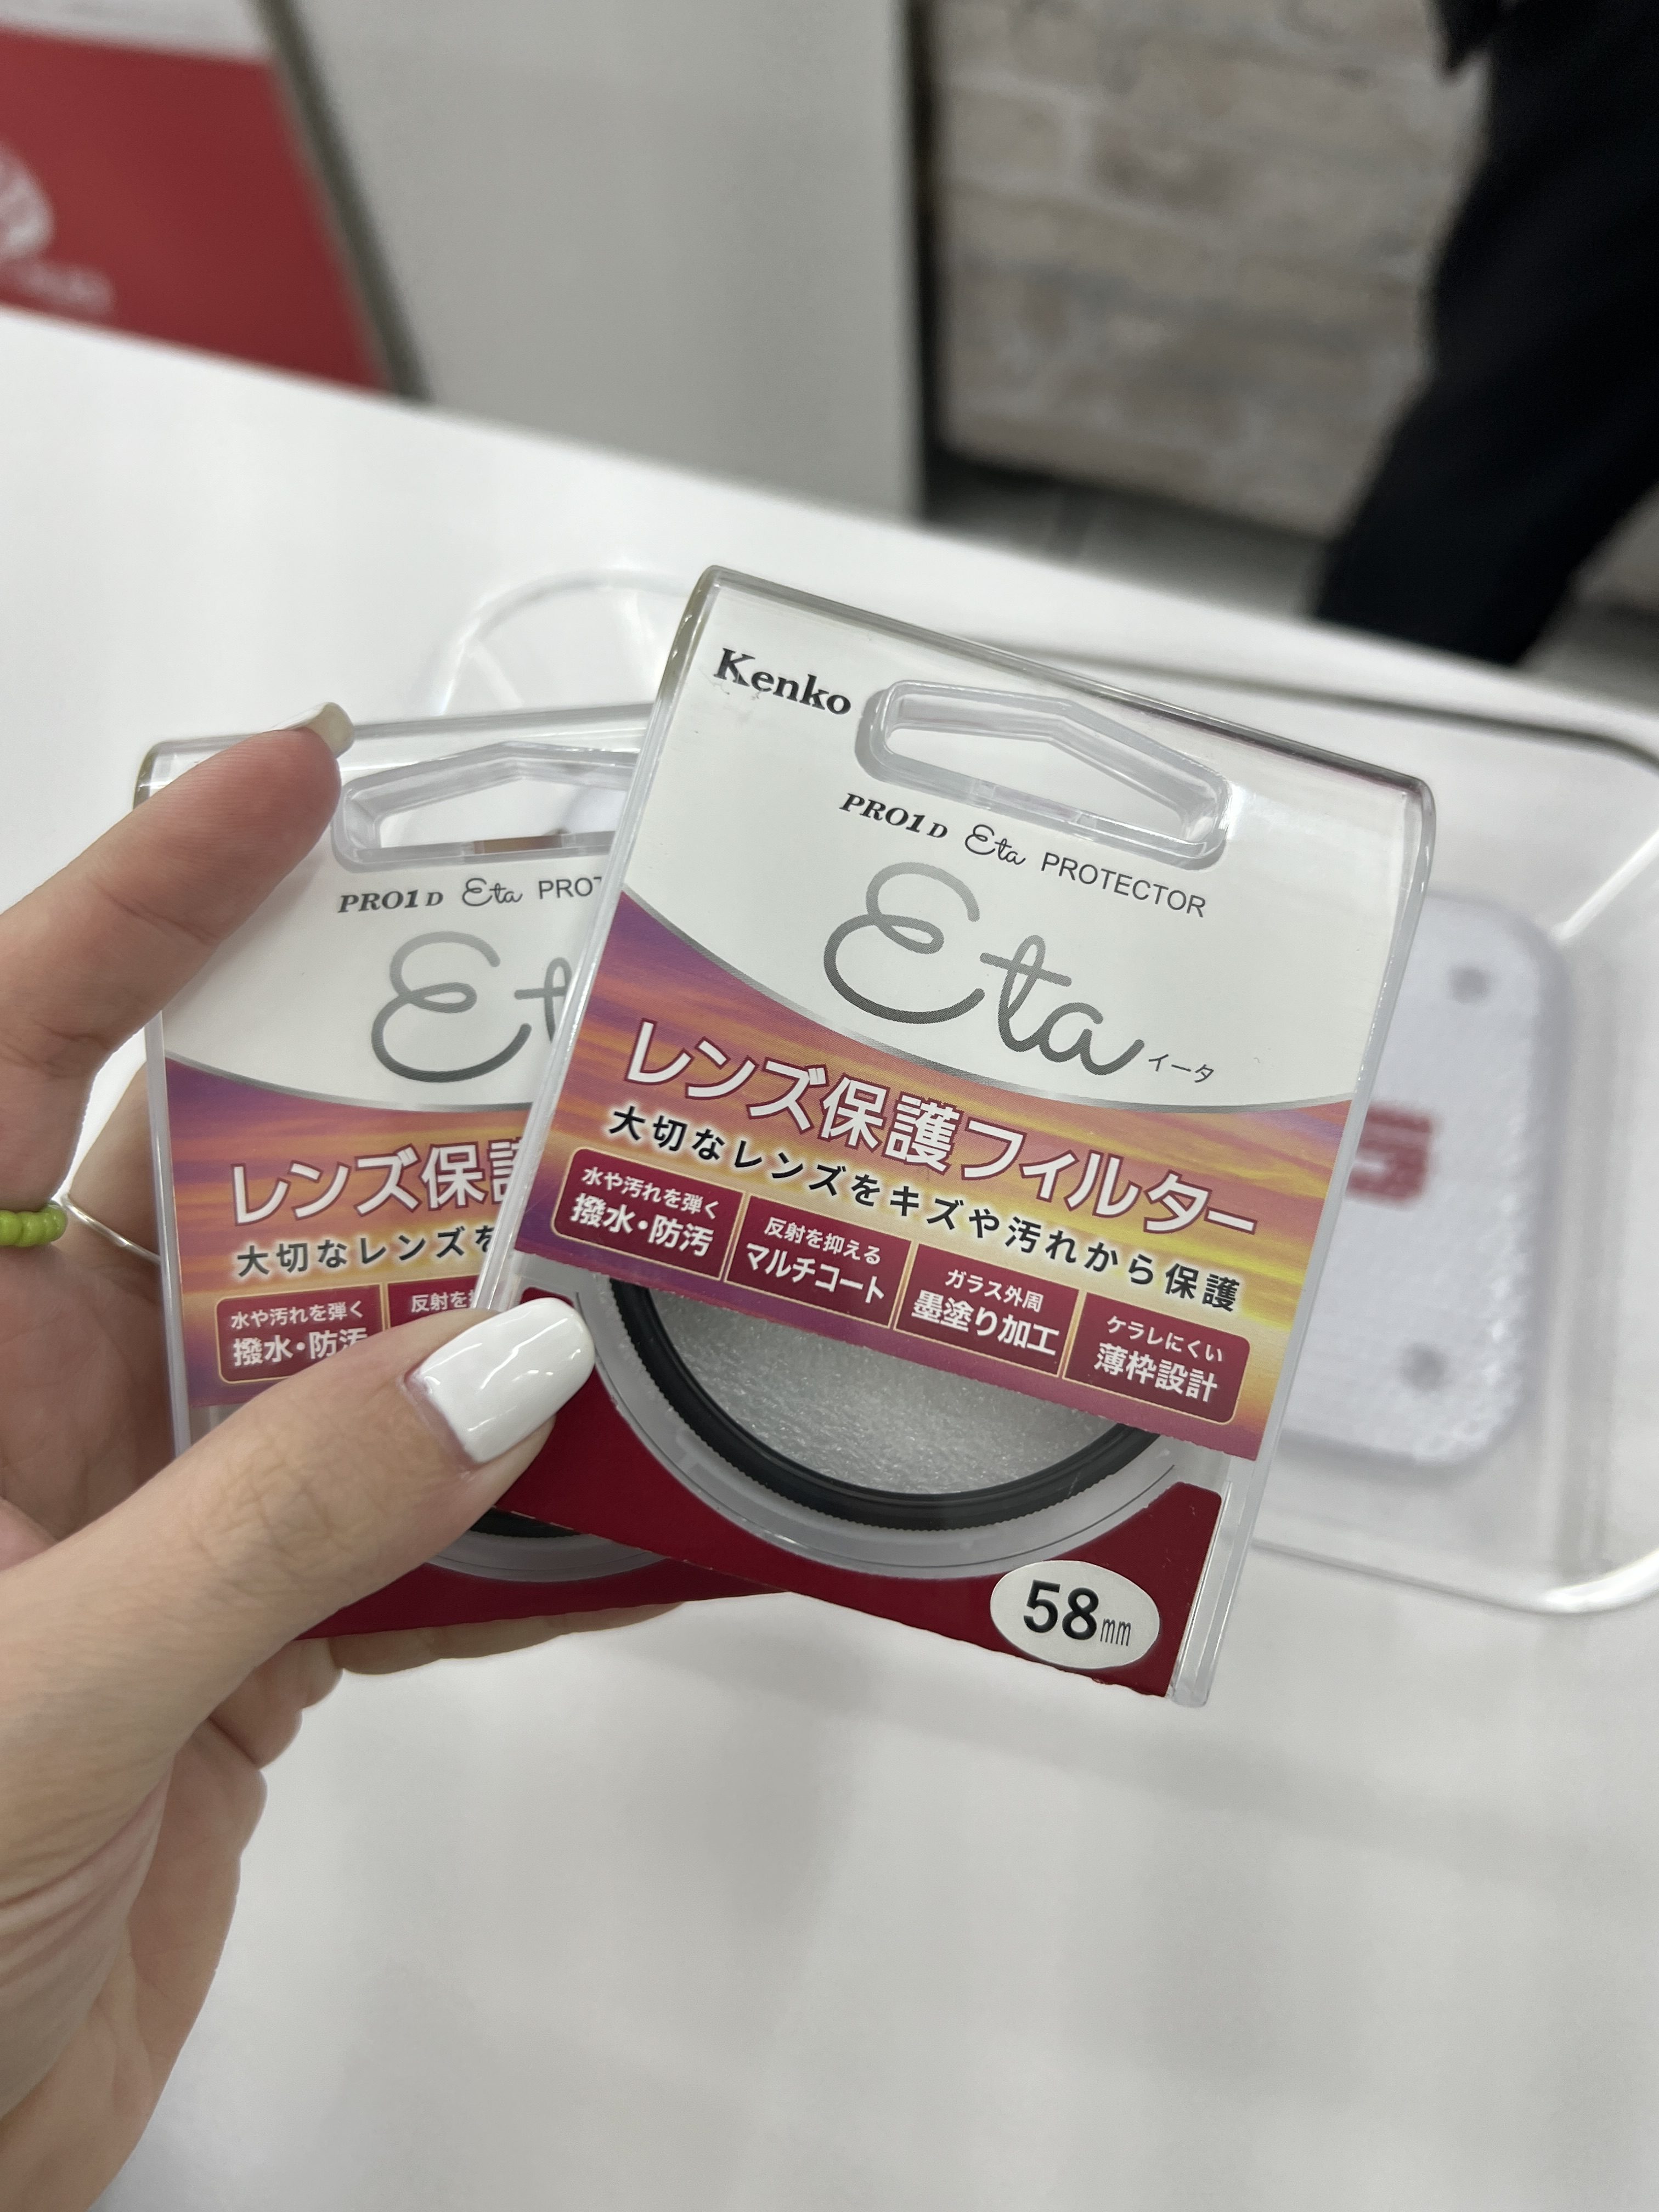 Kenko
PRO1D Eta PROTECTOR
Eta
イータ
レンズ保護フィルター
大切なレンズをキズや汚れから保護
水や汚れを弾く
撥水・防汚
反射を抑える
マルチコート
ガラス外周
墨塗り加工
ケラレにくい
薄枠設計
58mm
PRO1D Eta PRO
レンズ保
大切なレンズを
水や汚れを弾く
撥水・防汚
反射を